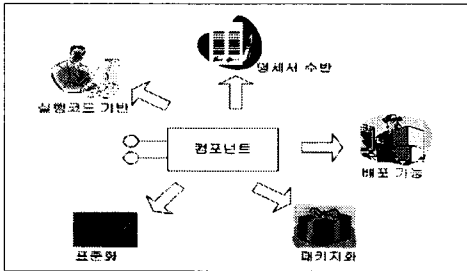 명세서 수반
실행코드 기반
컴포넌트
배포 가능
표준화
패키지화